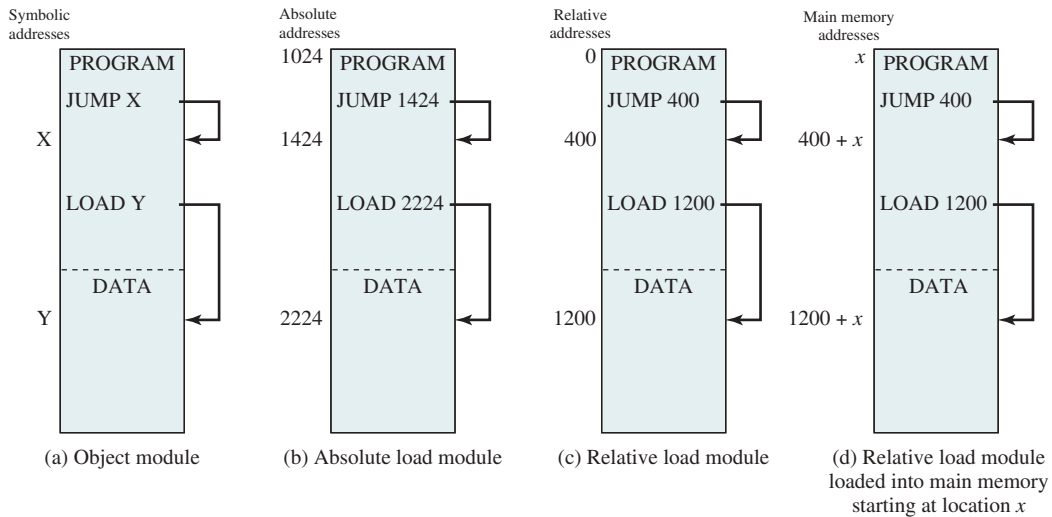 Symbolic
addresses
PROGRAM
JUMP X
X
LOAD Y
DATA
Y
(a) Object module
Absolute
addresses
1024
PROGRAM
JUMP 1424
1424
LOAD 2224
DATA
2224
(b) Absolute load module
Relative
addresses
0
PROGRAM
JUMP 400
400
LOAD 1200
DATA
1200
(c) Relative load module
Main memory
addresses
x
PROGRAM
JUMP 400
400 + x
LOAD 1200
DATA
1200 + x
(d) Relative load module
loaded into main memory
starting at location x